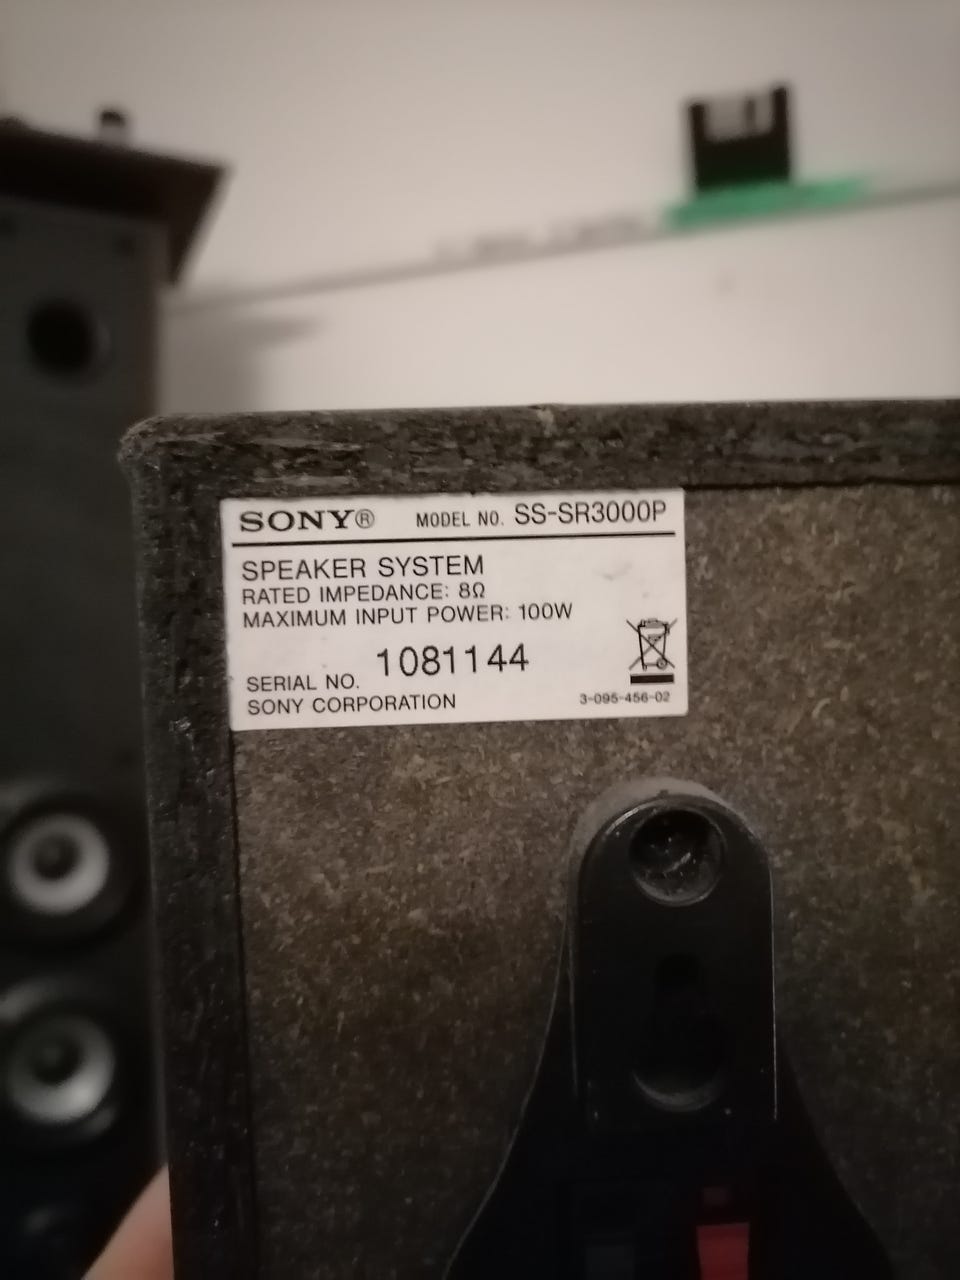 SONY® MODEL NO. SS-SR3000P
SPEAKER SYSTEM
RATED IMPEDANCE: 8Ω
MAXIMUM INPUT POWER: 100W
SERIAL NO. 1081144
SONY CORPORATION 3-095-456-02